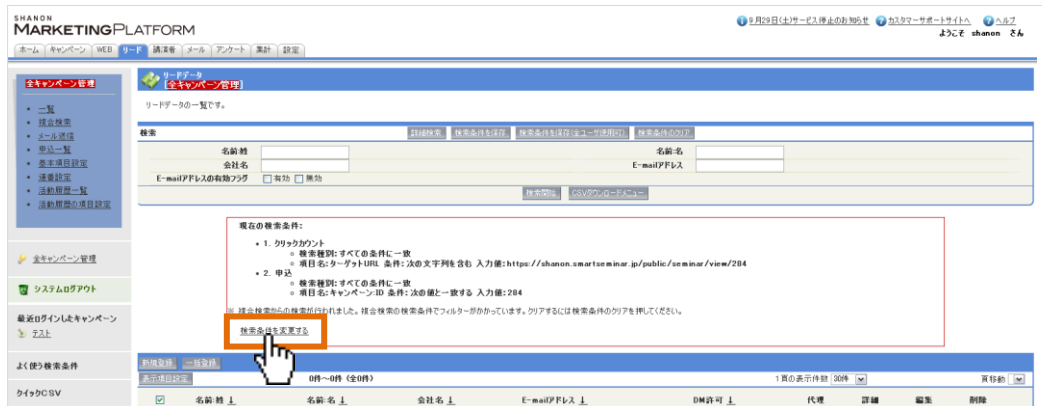 SHANON
MARKETINGPLATFORM
9月29日(土)サービス停止のお知らせ カスタマーサポートサイトへ ヘルプ
ようこそ shanon さん
ホーム キャンペーン WEB リード 講演者 メール アンケート 集計 設定
全キャンペーン管理
一覧
複合検索
メール送信
申込一覧
基本項目設定
連番設定
活動履歴一覧
活動履歴の項目設定
全キャンペーン管理
システムログアウト
最近ログインしたキャンペーン
テスト
よく使う検索条件
クイックCSV
リードデータ
[全キャンペーン管理]
リードデータの一覧です。
検索 詳細検索 検索条件を保存 検索条件を保存(全ユーザ使用可) 検索条件のクリア
名前:姓 名前:名
会社名 E-mailアドレス
E-mailアドレスの有効フラグ 有効 無効
検索開始 CSVダウンロードメニュー
現在の検索条件:
1. クリックカウント
検索種別: すべての条件に一致
項目名: ターゲットURL 条件: 次の文字列を含む 入力値: https://shanon.smartseminar.jp/public/seminar/view/284
2. 申込
検索種別: すべての条件に一致
項目名: キャンペーン:ID 条件: 次の値と一致する 入力値: 284
※ 複合検索からの検索が行われました。複合検索の検索条件でフィルターがかかっています。クリアするには検索条件のクリアを押してください。
検索条件を変更する
新規登録 一括登録
表示項目設定 0件～0件 (全0件) 1頁の表示件数 30件 頁移動
名前:姓 ↓ 名前:名 ↓ 会社名 ↓ E-mailアドレス ↓ DM許可 ↓ 代理 詳細 編集 削除